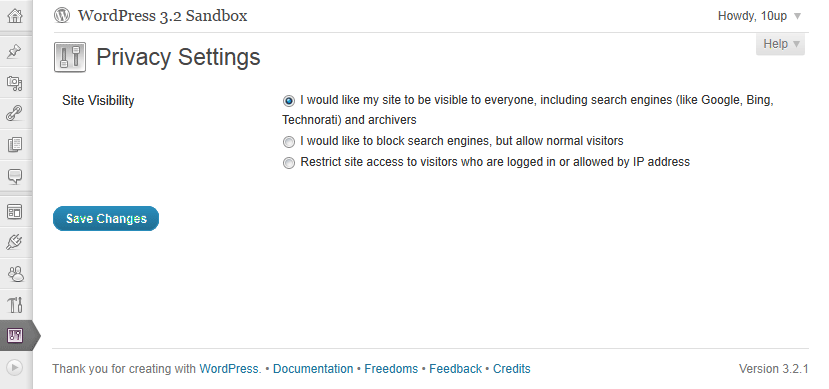 WordPress 3.2 Sandbox
Howdy, 10up
Help
Privacy Settings
Site Visibility
I would like my site to be visible to everyone, including search engines (like Google, Bing,
Technorati) and archivers
I would like to block search engines, but allow normal visitors
Restrict site access to visitors who are logged in or allowed by IP address
Save Changes
Thank you for creating with WordPress. • Documentation • Freedoms • Feedback • Credits
Version 3.2.1